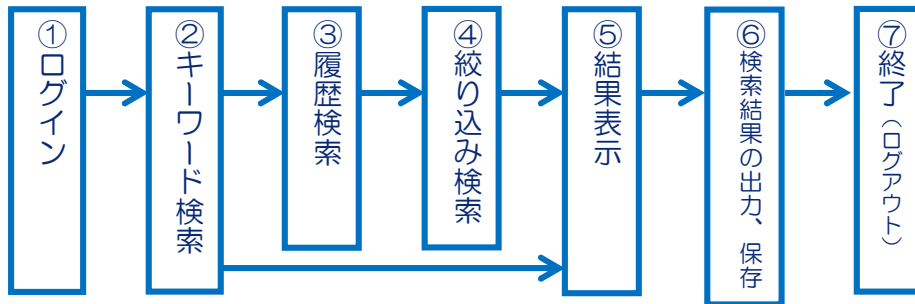 ①ログイン
②キーワード検索
③履歴検索
④絞り込み検索
⑤結果表示
⑥検索結果の出力、保存
⑦終了（ログアウト）